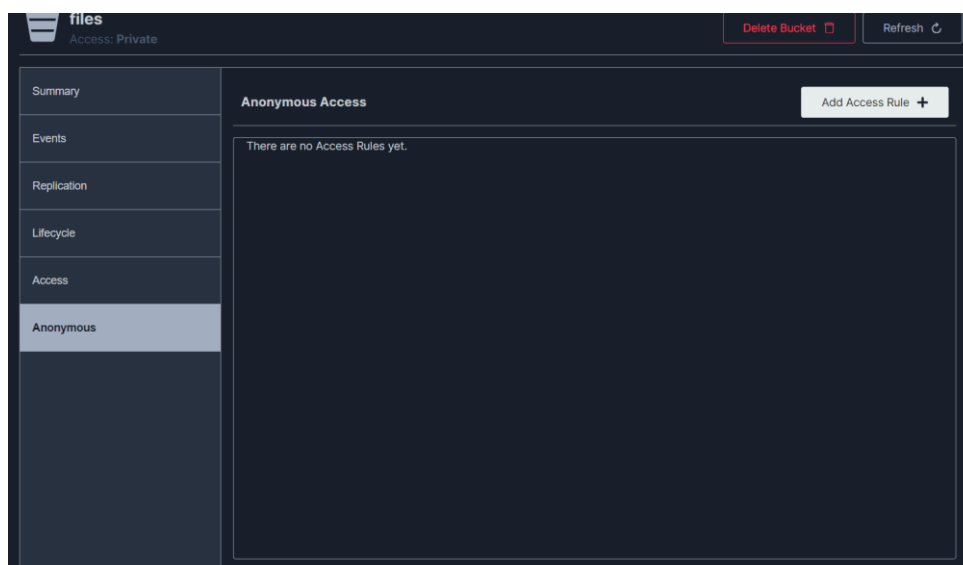 files
Access: Private
Delete Bucket
Refresh
Summary
Events
Replication
Lifecycle
Access
Anonymous
Anonymous Access
Add Access Rule
There are no Access Rules yet.